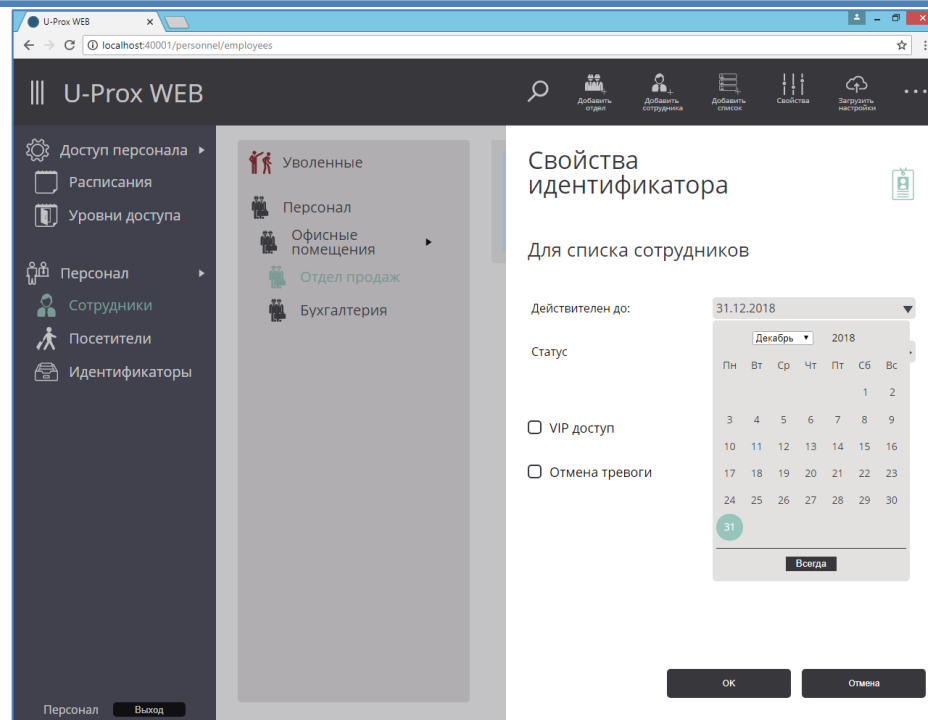 U-Prox WEB
localhost:40001/personnel/employees
U-Prox WEB
Добавить
отдел
Добавить
сотрудника
Добавить
список
Свойства
Загрузить
настройки
Доступ персонала
Расписания
Уровни доступа
Персонал
Сотрудники
Посетители
Идентификаторы
Персонал
Выход
Уволенные
Персонал
Офисные
помещения
Отдел продаж
Бухгалтерия
Свойства
идентификатора
Для списка сотрудников
Действителен до:
31.12.2018
Статус
Декабрь 2018
Пн Вт Ср Чт Пт Сб Вс
1 2
3 4 5 6 7 8 9
10 11 12 13 14 15 16
17 18 19 20 21 22 23
24 25 26 27 28 29 30
31
Всегда
VIP доступ
Отмена тревоги
ОК
Отмена